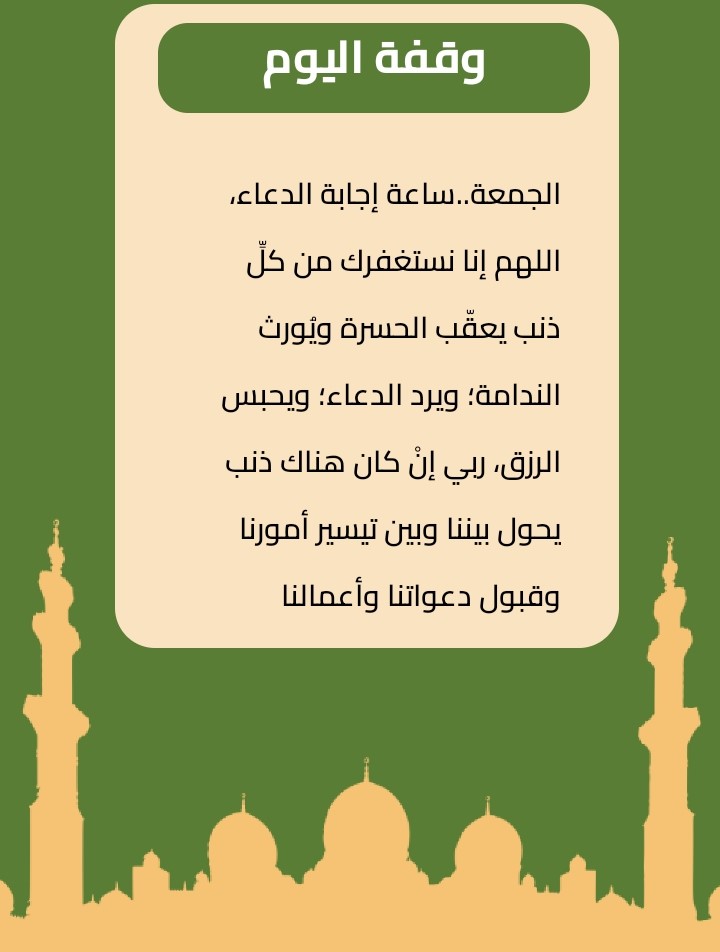 وقفة اليوم
الجمعة..ساعة إجابة الدعاء،
اللهم إنا نستغفرك من كلِّ
ذنب يعقّب الحسرة ويُورث
الندامة؛ ويرد الدعاء؛ ويحبس
الرزق، ربي إنْ كان هناك ذنب
يحول بيننا وبين تيسير أمورنا
وقبول دعواتنا وأعمالنا